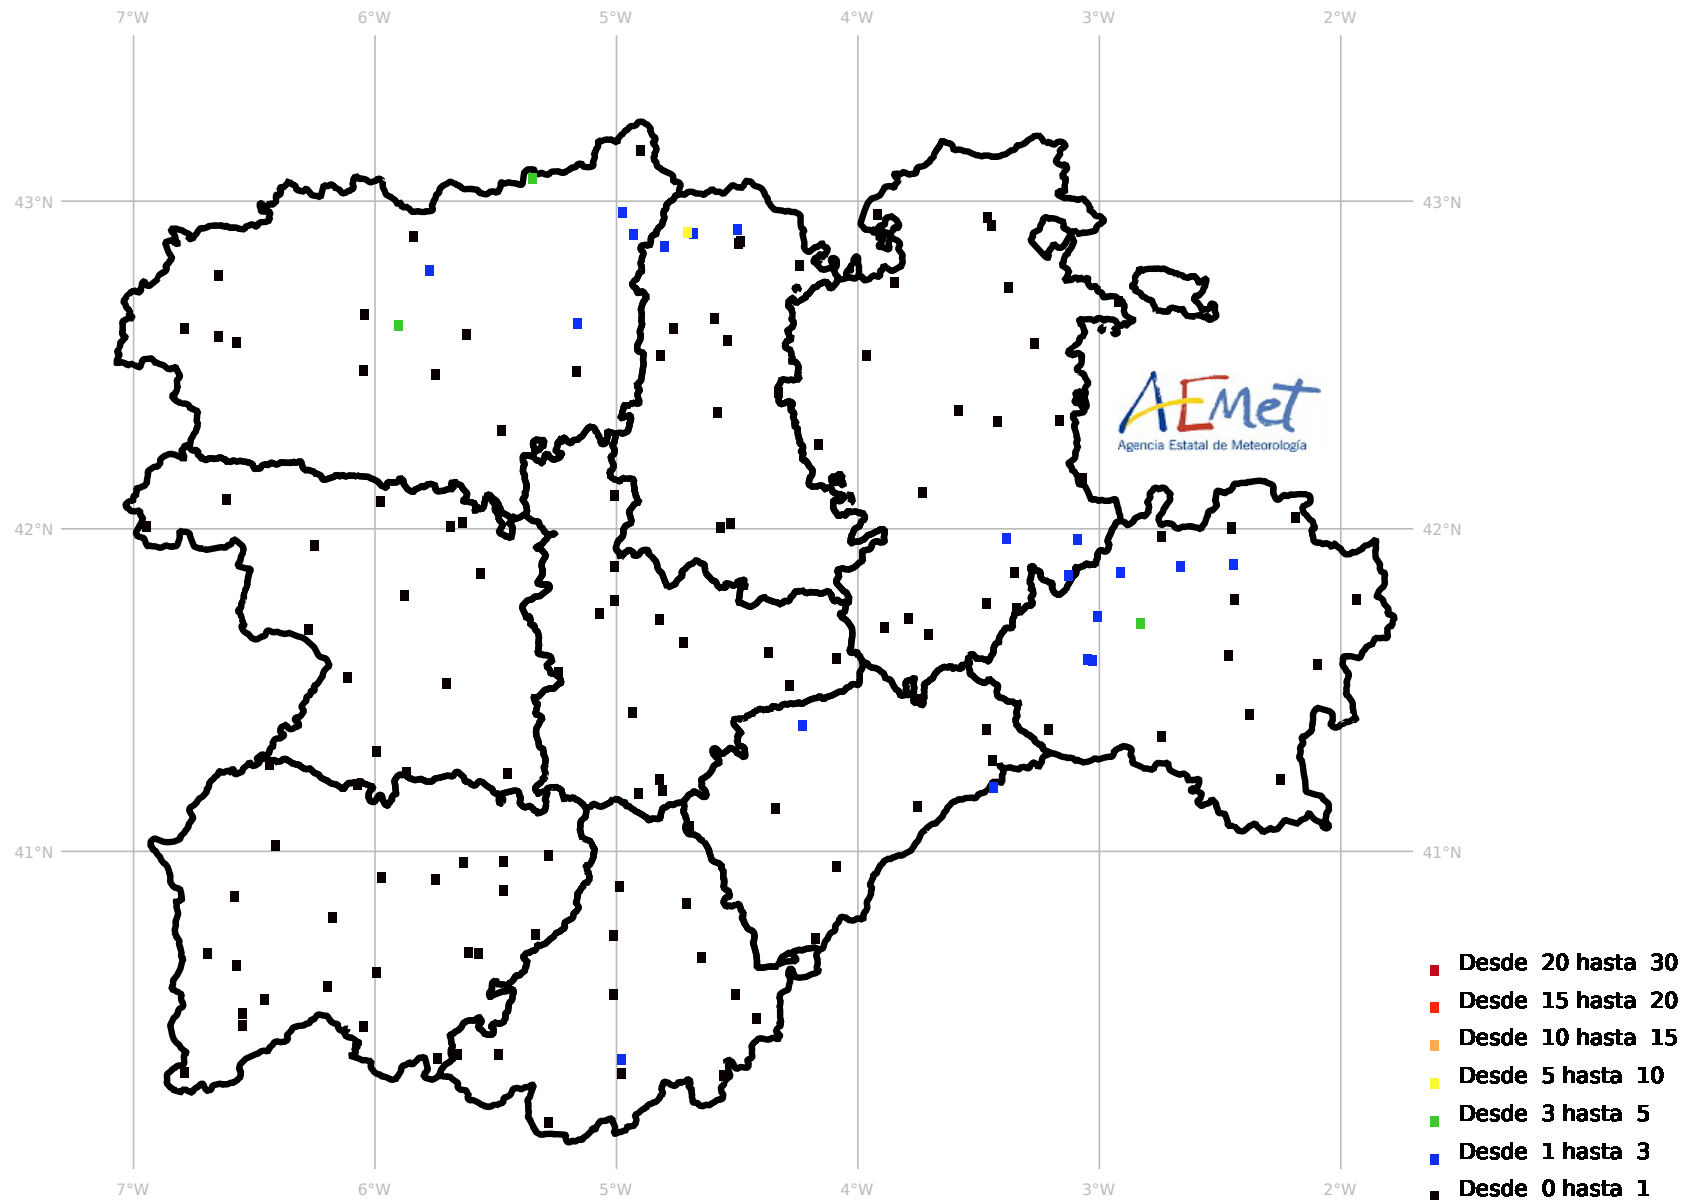 7°W 6°W 5°W 4°W 3°W 2°W
43°N 43°N
AEMet
Agencia Estatal de Meteorología
42°N 42°N
41°N 41°N
Desde 20 hasta 30
Desde 15 hasta 20
Desde 10 hasta 15
Desde 5 hasta 10
Desde 3 hasta 5
Desde 1 hasta 3
Desde 0 hasta 1
7°W 6°W 5°W 4°W 3°W 2°W